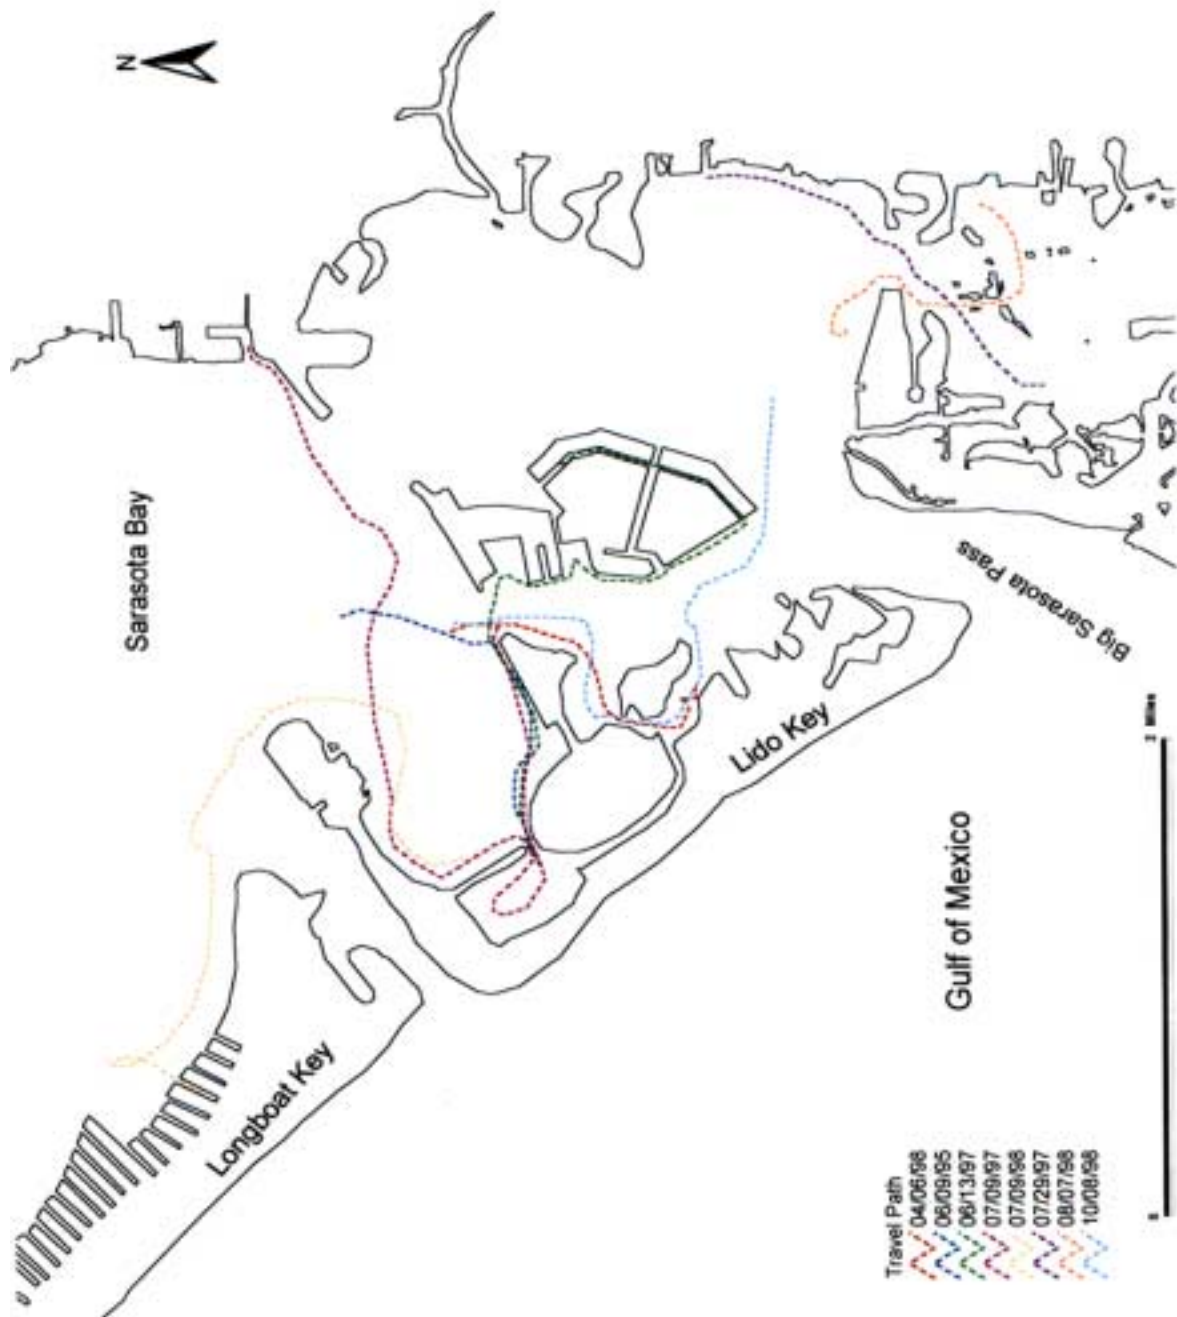 N
Sarasota Bay
Big Sarasota Pass
Lido Key
Longboat Key
Gulf of Mexico
Travel Path
04/06/98
06/09/95
06/13/97
07/09/97
07/09/98
07/29/97
08/07/98
10/08/98
2 Miles